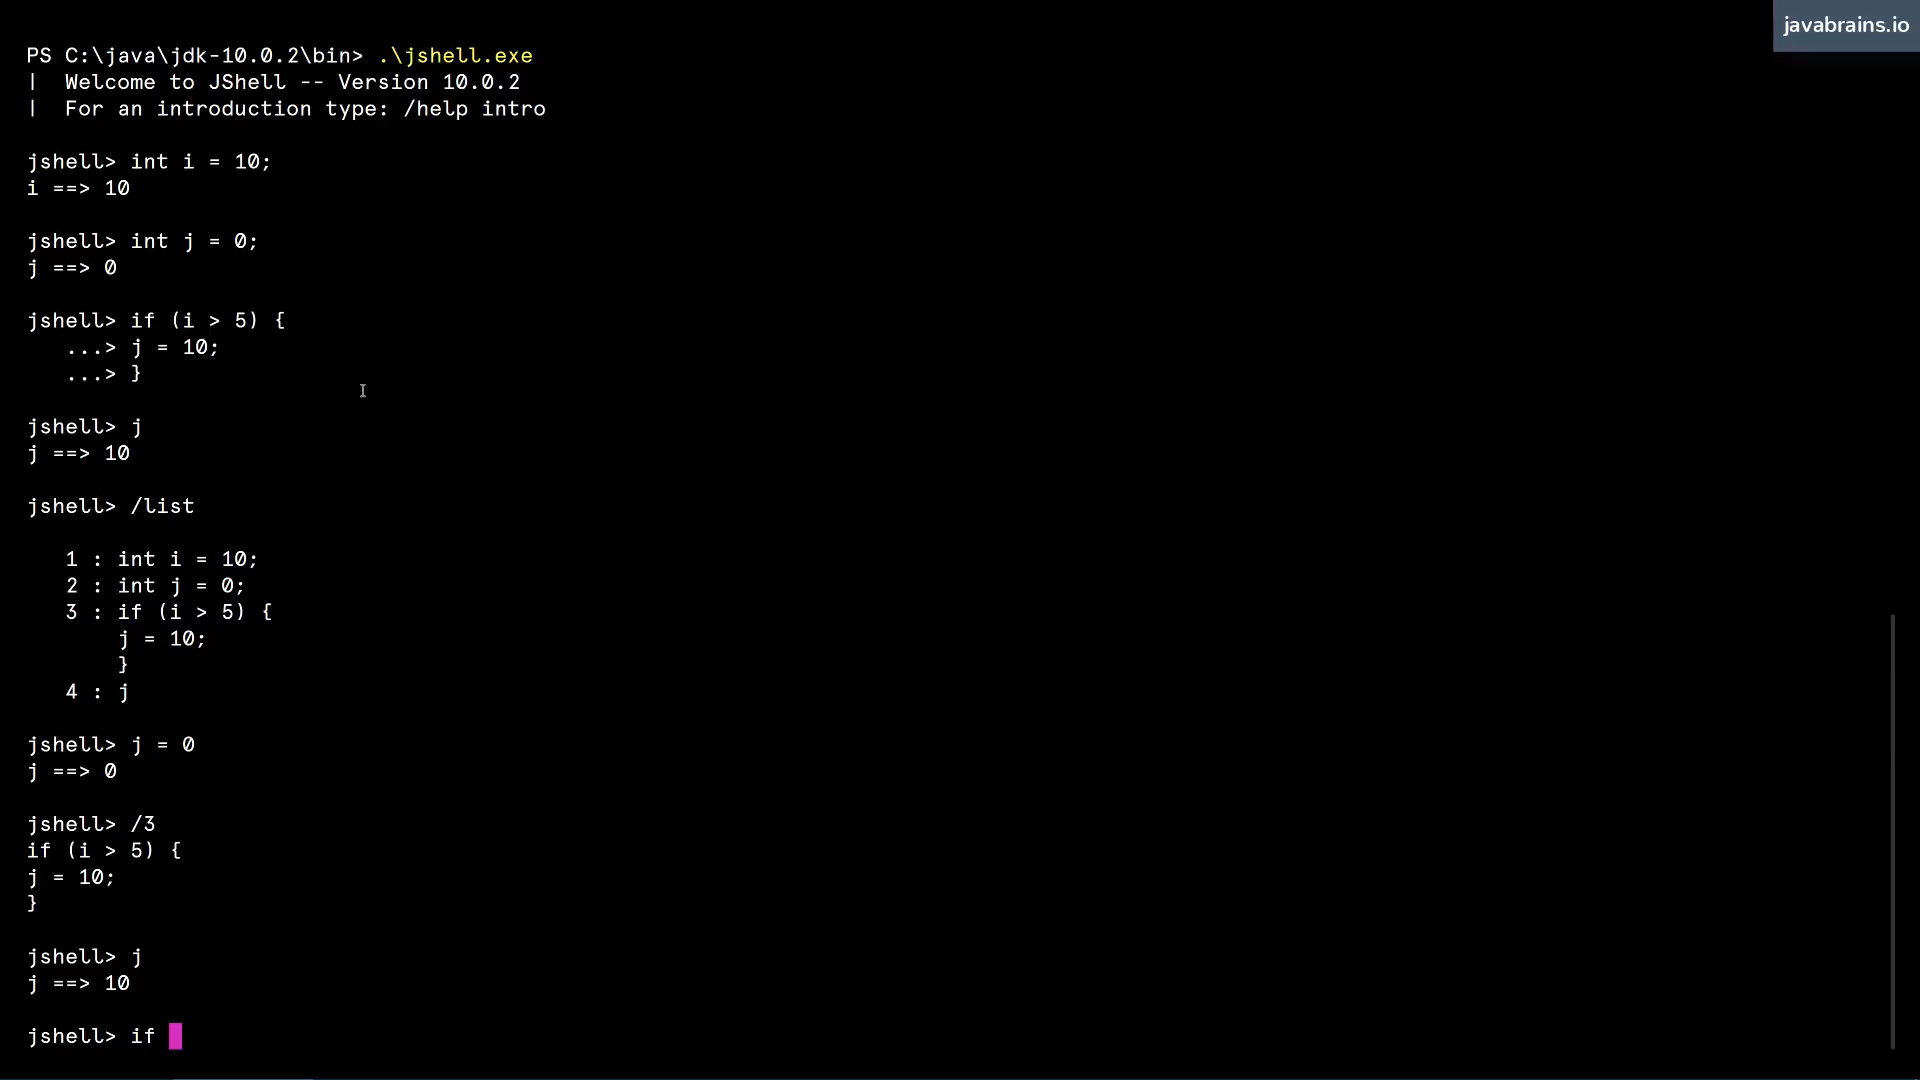 javabrains.io
PS C:\java\jdk-10.0.2\bin> .\jshell.exe
|  Welcome to JShell -- Version 10.0.2
|  For an introduction type: /help intro
jshell> int i = 10;
i ==> 10
jshell> int j = 0;
j ==> 0
jshell> if (i > 5) {
   ...> j = 10;
   ...> }
jshell> j
j ==> 10
jshell> /list
   1 : int i = 10;
   2 : int j = 0;
   3 : if (i > 5) {
       j = 10;
       }
   4 : j
jshell> j = 0
j ==> 0
jshell> /3
if (i > 5) {
j = 10;
}
jshell> j
j ==> 10
jshell> if